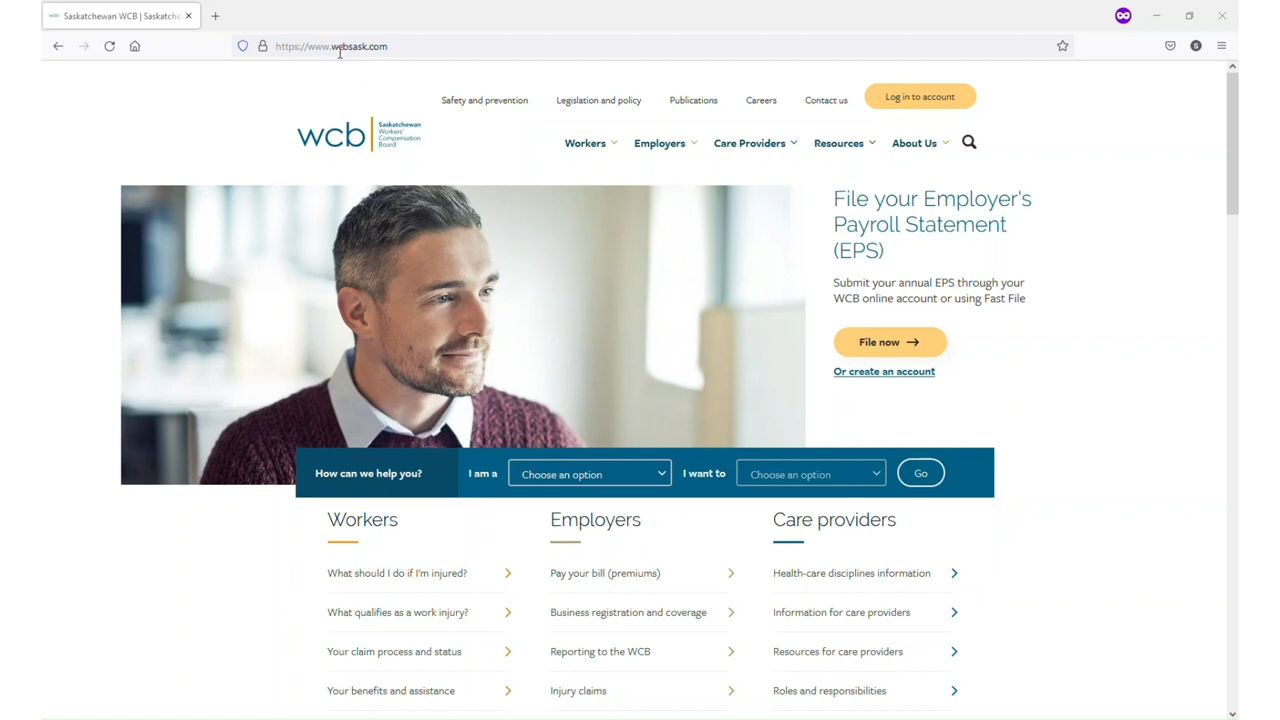 Saskatchewan WCB | Saskatche
https://www.wcbsask.com
Safety and prevention
Legislation and policy
Publications
Careers
Contact us
Log in to account
wcb
Saskatchewan
Workers'
Compensation
Board
Workers
Employers
Care Providers
Resources
About Us
File your Employer's
Payroll Statement
(EPS)
Submit your annual EPS through your
WCB online account or using Fast File
File now
Or create an account
How can we help you?
I am a
Choose an option
I want to
Choose an option
Go
Workers
What should I do if I'm injured?
What qualifies as a work injury?
Your claim process and status
Your benefits and assistance
Employers
Pay your bill (premiums)
Business registration and coverage
Reporting to the WCB
Injury claims
Care providers
Health-care disciplines information
Information for care providers
Resources for care providers
Roles and responsibilities